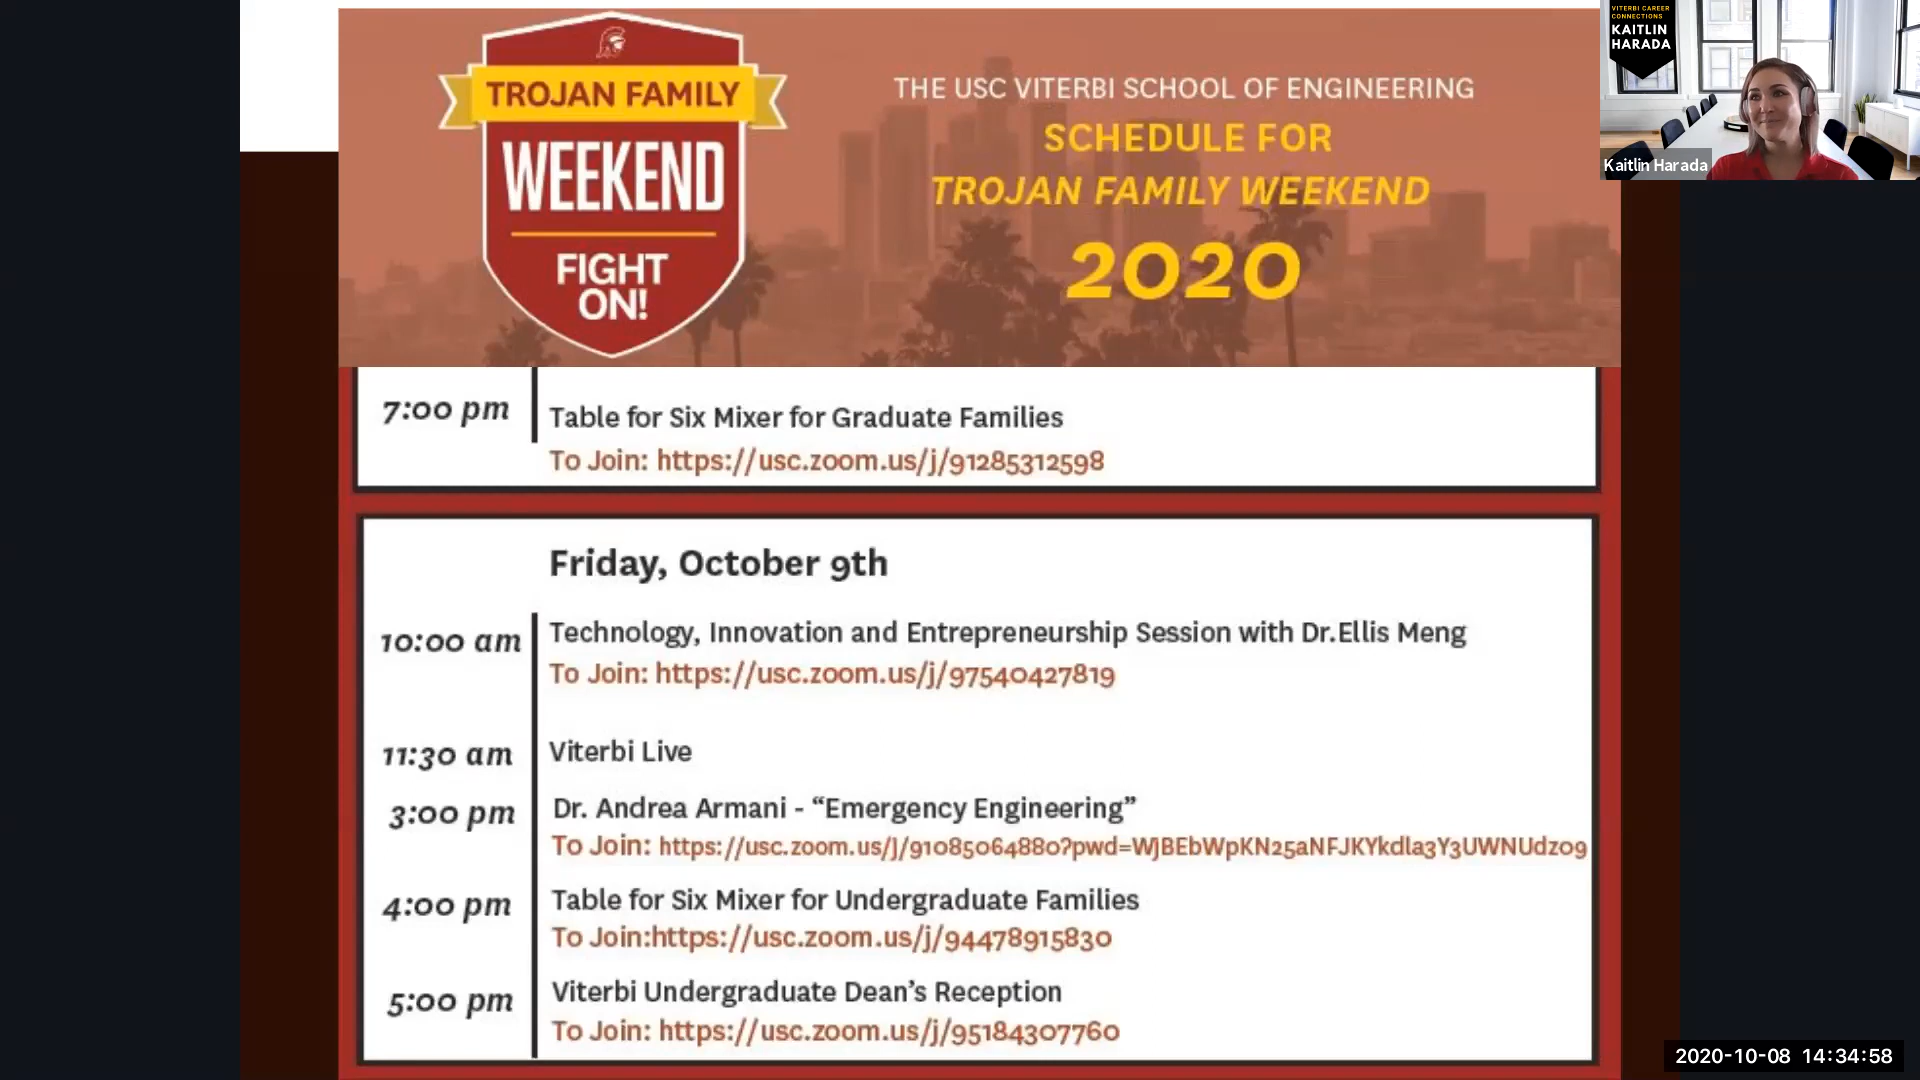 TROJAN FAMILY
WEEKEND
FIGHT
ON!
THE USC VITERBI SCHOOL OF ENGINEERING
SCHEDULE FOR
TROJAN FAMILY WEEKEND
2020
VITERBI CAREER
CONNECTIONS
KAITLIN
HARADA
Kaitlin Harada
7:00 pm
Table for Six Mixer for Graduate Families
To Join: https://usc.zoom.us/j/91285312598
Friday, October 9th
10:00 am
Technology, Innovation and Entrepreneurship Session with Dr.Ellis Meng
To Join: https://usc.zoom.us/j/97540427819
11:30 am
Viterbi Live
3:00 pm
Dr. Andrea Armani - “Emergency Engineering”
To Join: https://usc.zoom.us/j/91085064880?pwd=WjBEbWpKN25aNFJKYkdla3Y3UWNUdz09
4:00 pm
Table for Six Mixer for Undergraduate Families
To Join:https://usc.zoom.us/j/94478915830
5:00 pm
Viterbi Undergraduate Dean’s Reception
To Join: https://usc.zoom.us/j/95184307760
2020-10-08 14:34:58